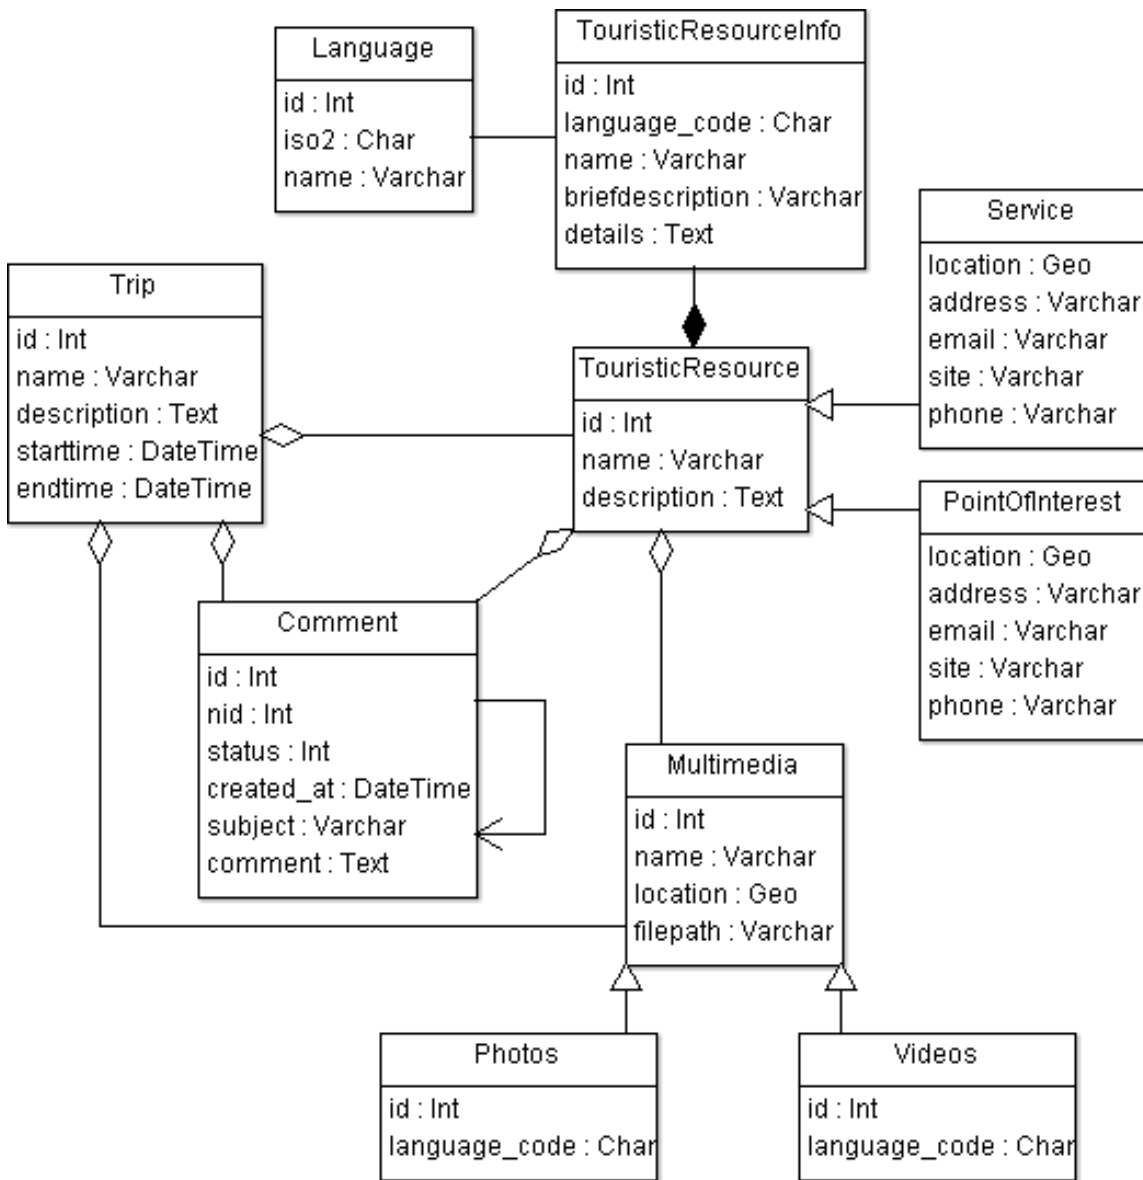 Language
id : Int
iso2 : Char
name : Varchar
TouristicResourceInfo
id : Int
language_code : Char
name : Varchar
briefdescription : Varchar
details : Text
Service
location : Geo
address : Varchar
email : Varchar
site : Varchar
phone : Varchar
Trip
id : Int
name : Varchar
description : Text
starttime : DateTime
endtime : DateTime
TouristicResource
id : Int
name : Varchar
description : Text
PointOfInterest
location : Geo
address : Varchar
email : Varchar
site : Varchar
phone : Varchar
Comment
id : Int
nid : Int
status : Int
created_at : DateTime
subject : Varchar
comment : Text
Multimedia
id : Int
name : Varchar
location : Geo
filepath : Varchar
Photos
id : Int
language_code : Char
Videos
id : Int
language_code : Char